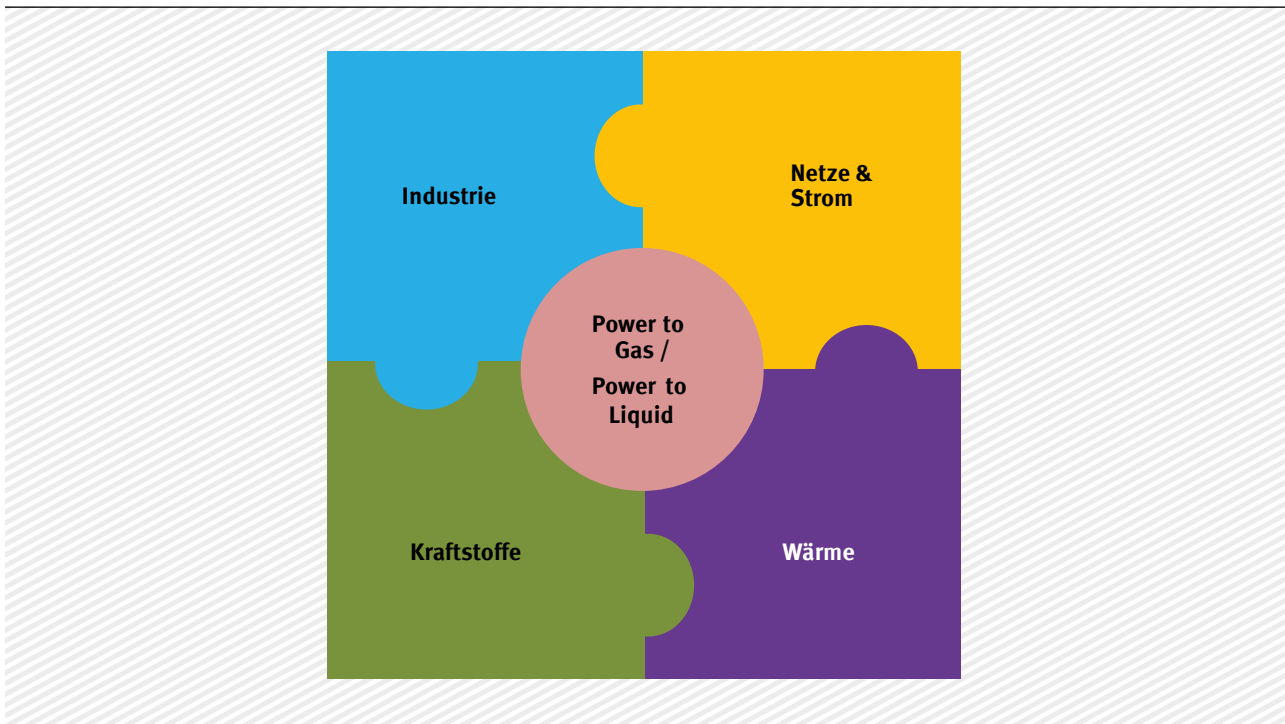 Industrie
Netze &
Strom
Power to
Gas /
Power to
Liquid
Kraftstoffe
Wärme